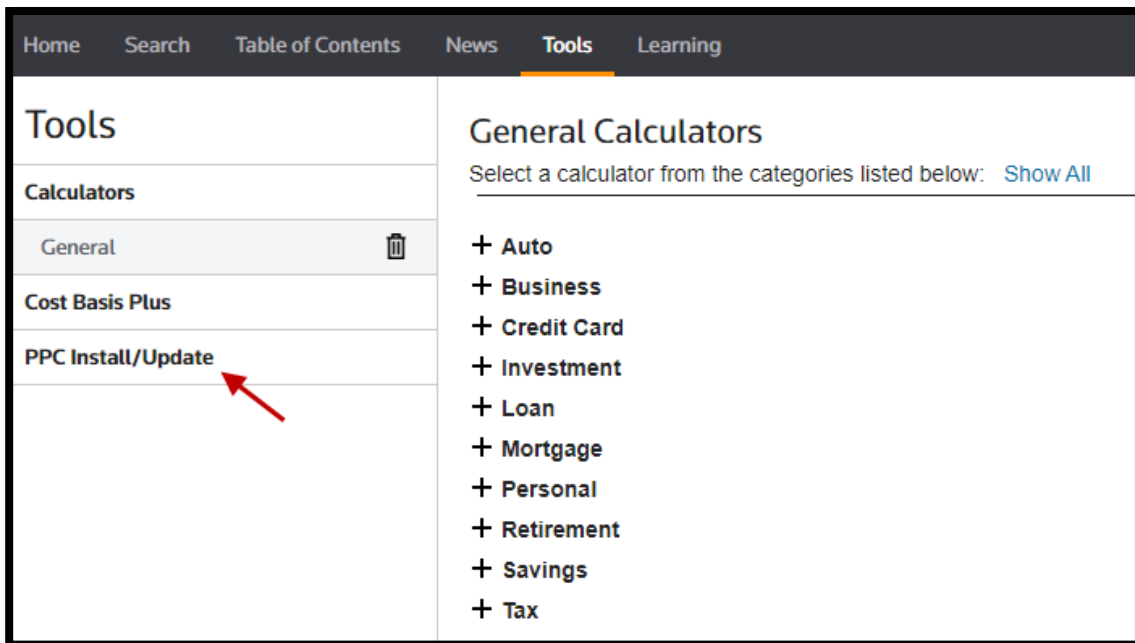 Home Search Table of Contents News Tools Learning
Tools
Calculators
General
Cost Basis Plus
PPC Install/Update
General Calculators
Select a calculator from the categories listed below: Show All
+ Auto
+ Business
+ Credit Card
+ Investment
+ Loan
+ Mortgage
+ Personal
+ Retirement
+ Savings
+ Tax